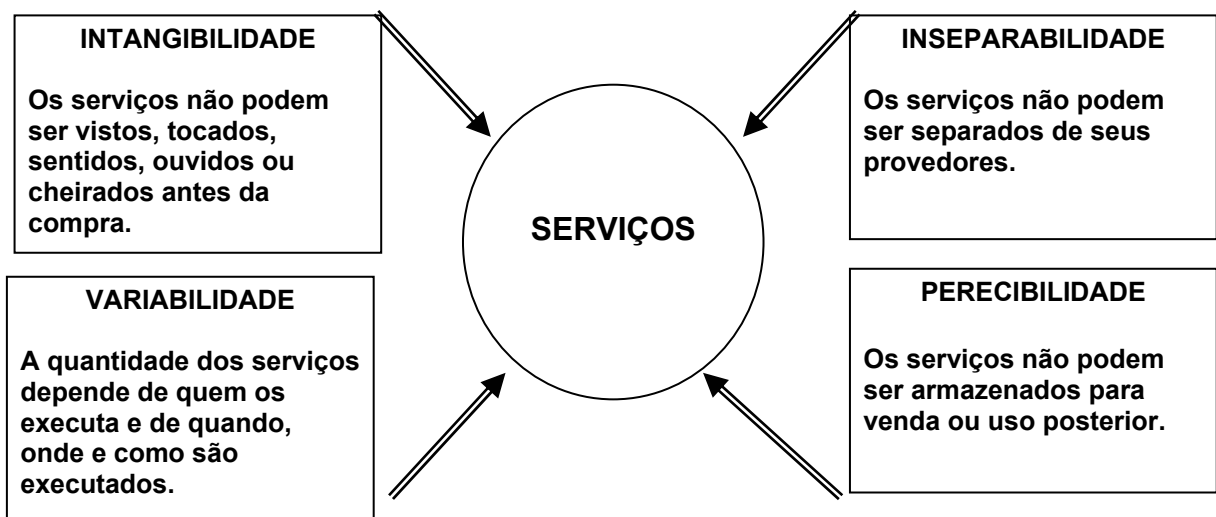 INTANGIBILIDADE
Os serviços não podem
ser vistos, tocados,
sentidos, ouvidos ou
cheirados antes da
compra.
INSEPARABILIDADE
Os serviços não podem
ser separados de seus
provedores.
SERVIÇOS
VARIABILIDADE
A quantidade dos serviços
depende de quem os
executa e de quando,
onde e como são
executados.
PERECIBILIDADE
Os serviços não podem
ser armazenados para
venda ou uso posterior.